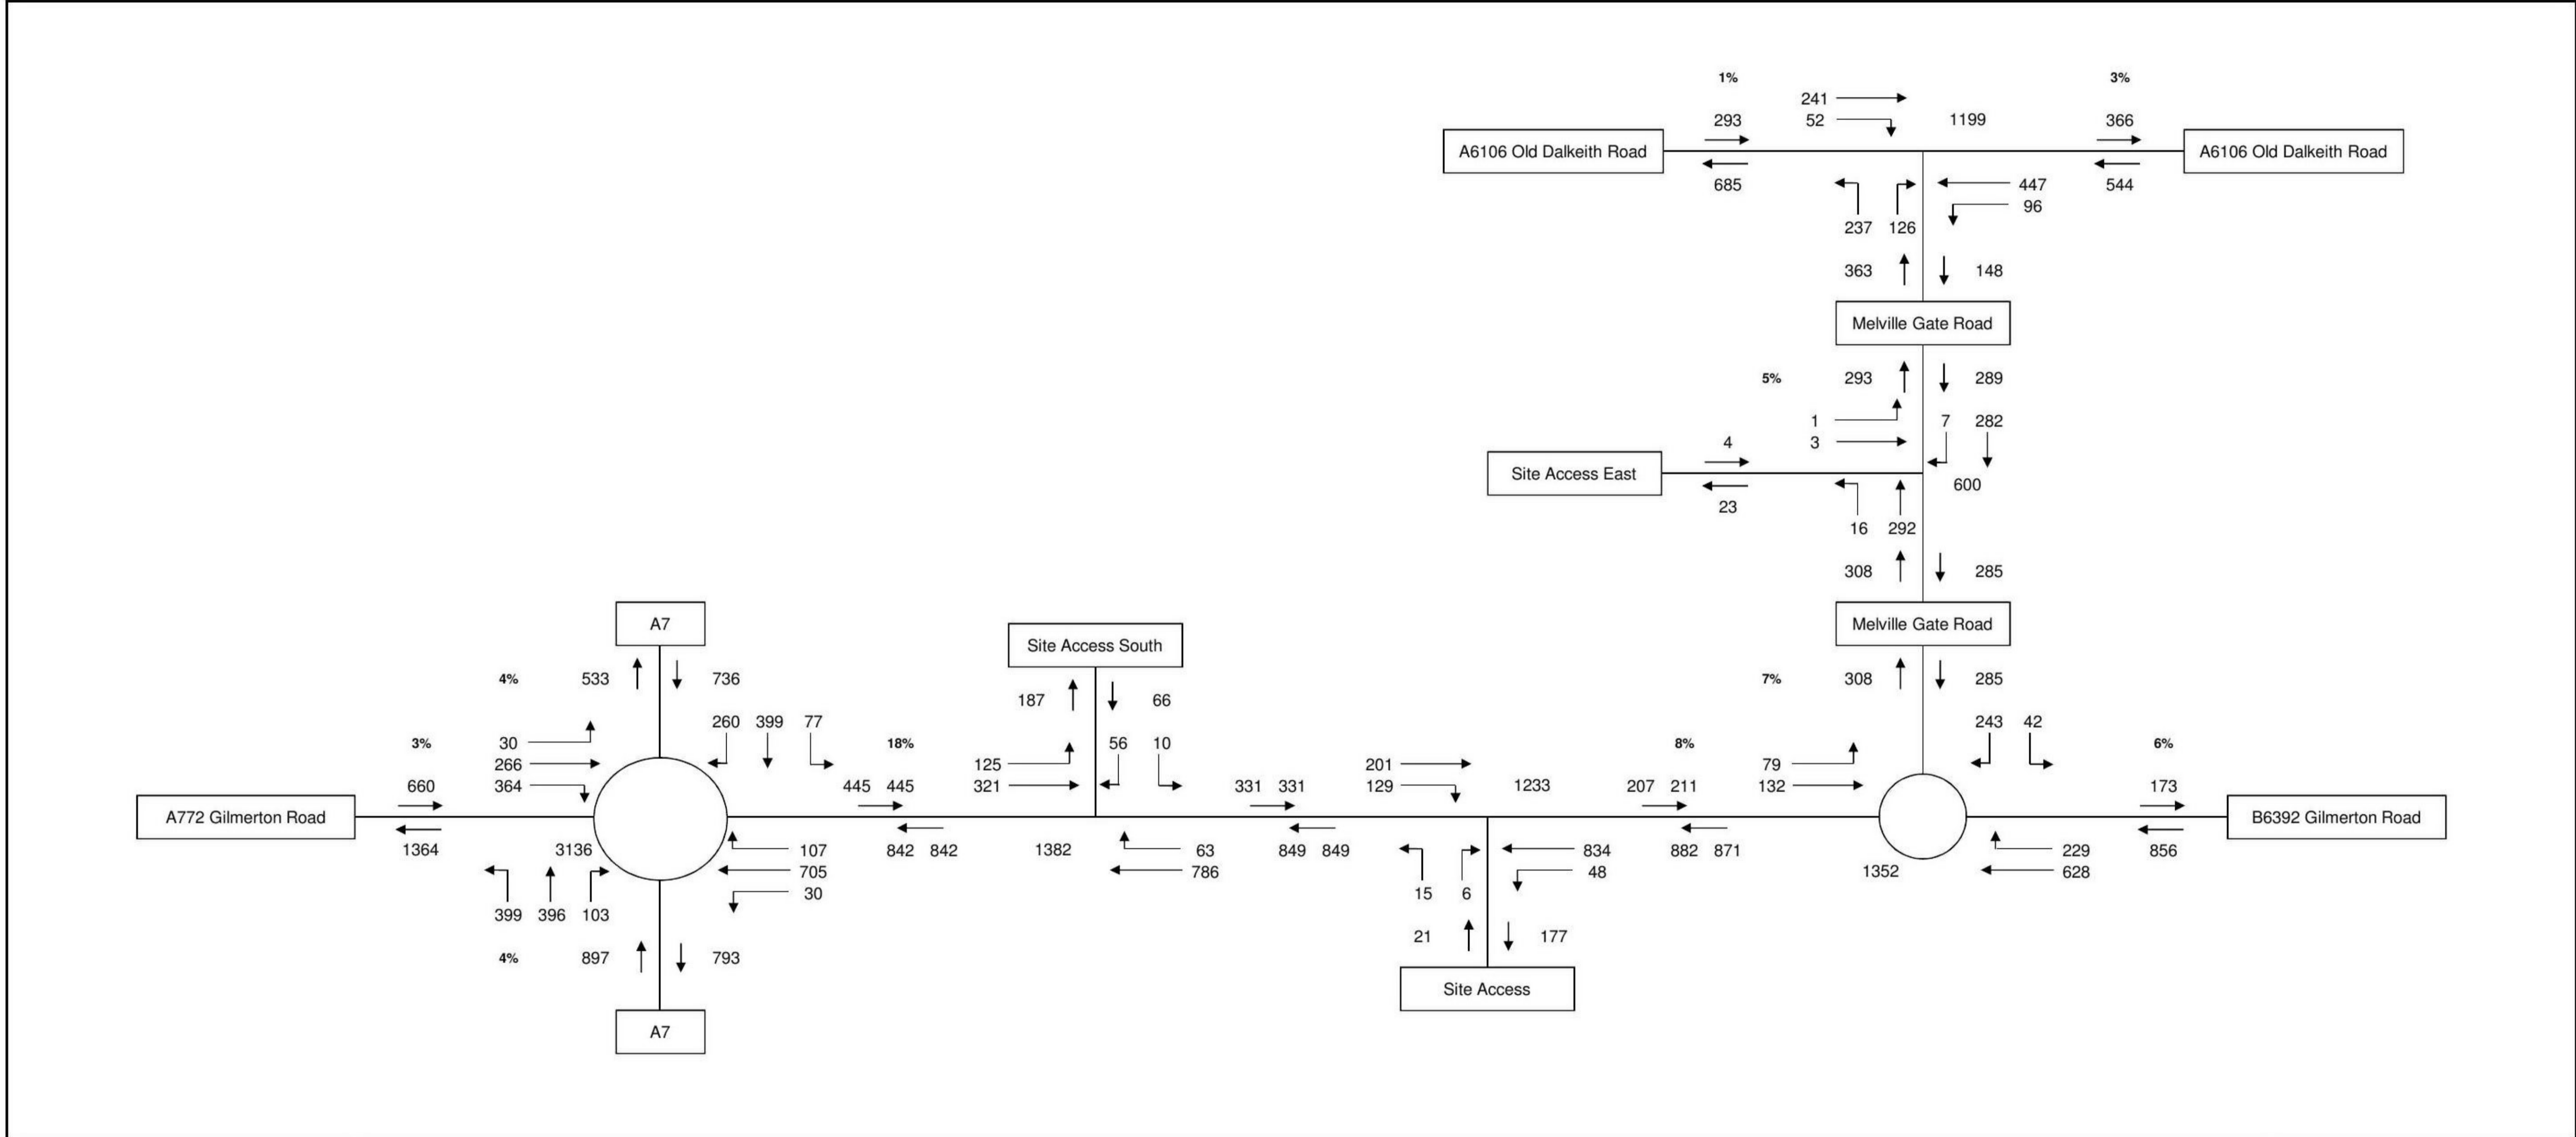 1% 3%
241
293 52 1199 366
A6106 Old Dalkeith Road A6106 Old Dalkeith Road
685 447 544
96
237 126
363 148
Melville Gate Road
5% 293 289
1 7 282
4 3
Site Access East
600
23
16 292
308 285
A7 Melville Gate Road
Site Access South
4% 533 736 7% 308 285
187 66
260 399 77 243 42
3% 30 18% 56 10 8% 6%
266 125 201 79
660 364 445 445 321 331 331 129 1233 207 211 132 173
A772 Gilmerton Road B6392 Gilmerton Road
1364 3136 107 842 842 1382 63 849 849 834 882 871 229 856
705 786 48 1352 628
30 15 6
399 396 103
21 177
4% 897 793
Site Access
A7